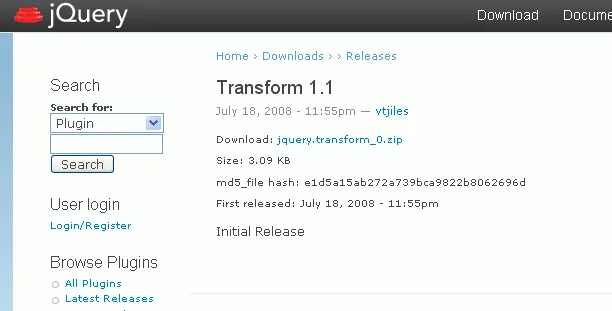 jQuery
Download
Home > Downloads > > Releases
Search
Search for:
Plugin
Search
User login
Login/Register
Browse Plugins
All Plugins
Latest Releases
Transform 1.1
July 18, 2008 - 11:55pm — vtjiles
Download: jquery.transform_0.zip
Size: 3.09 KB
md5_file hash: e1d5a15ab272a739bca9822b8062696d
First released: July 18, 2008 - 11:55pm
Initial Release